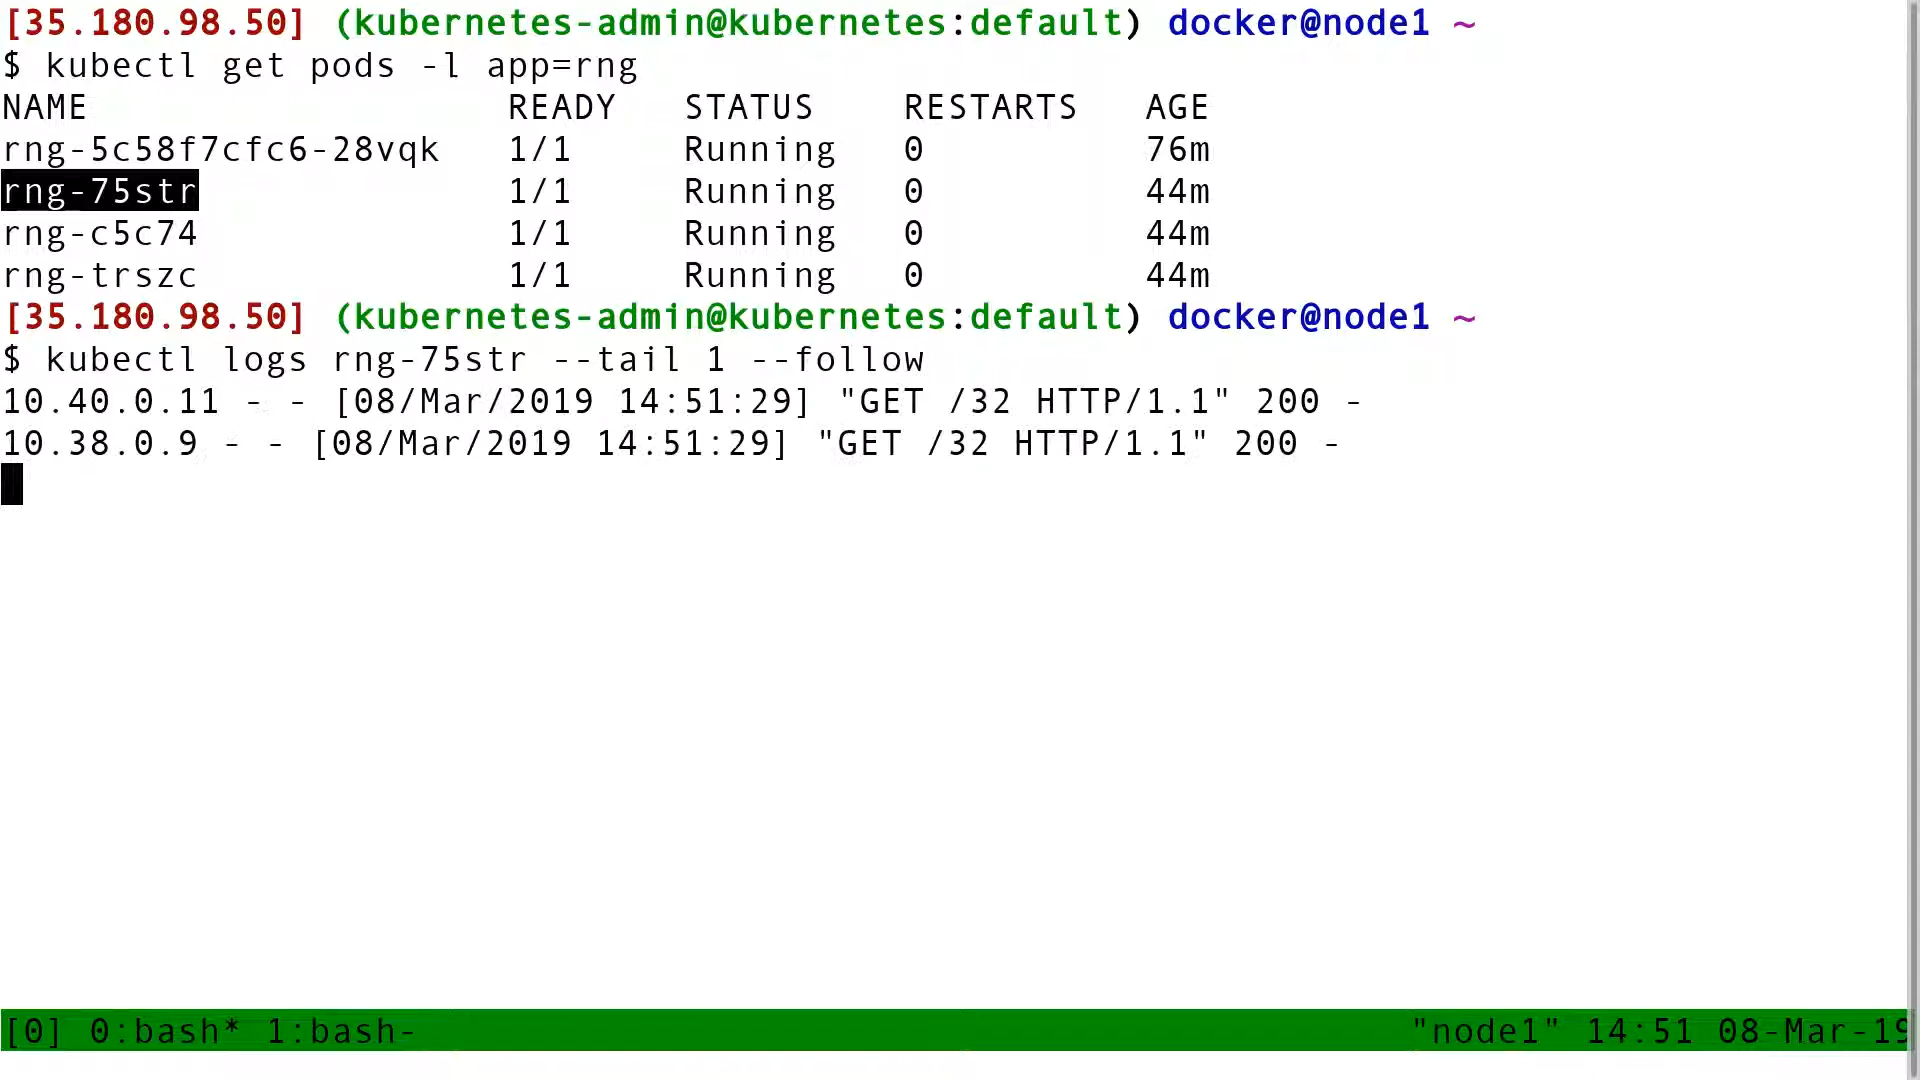 [35.180.98.50] (kubernetes-admin@kubernetes:default) docker@node1 ~
$ kubectl get pods -l app=rng
NAME                   READY   STATUS    RESTARTS   AGE
rng-5c58f7cfc6-28vqk   1/1     Running   0          76m
rng-75str              1/1     Running   0          44m
rng-c5c74              1/1     Running   0          44m
rng-trszc              1/1     Running   0          44m
[35.180.98.50] (kubernetes-admin@kubernetes:default) docker@node1 ~
$ kubectl logs rng-75str --tail 1 --follow
10.40.0.11 - - [08/Mar/2019 14:51:29] "GET /32 HTTP/1.1" 200 -
10.38.0.9 - - [08/Mar/2019 14:51:29] "GET /32 HTTP/1.1" 200 -
[0] 0:bash* 1:bash- "node1" 14:51 08-Mar-19